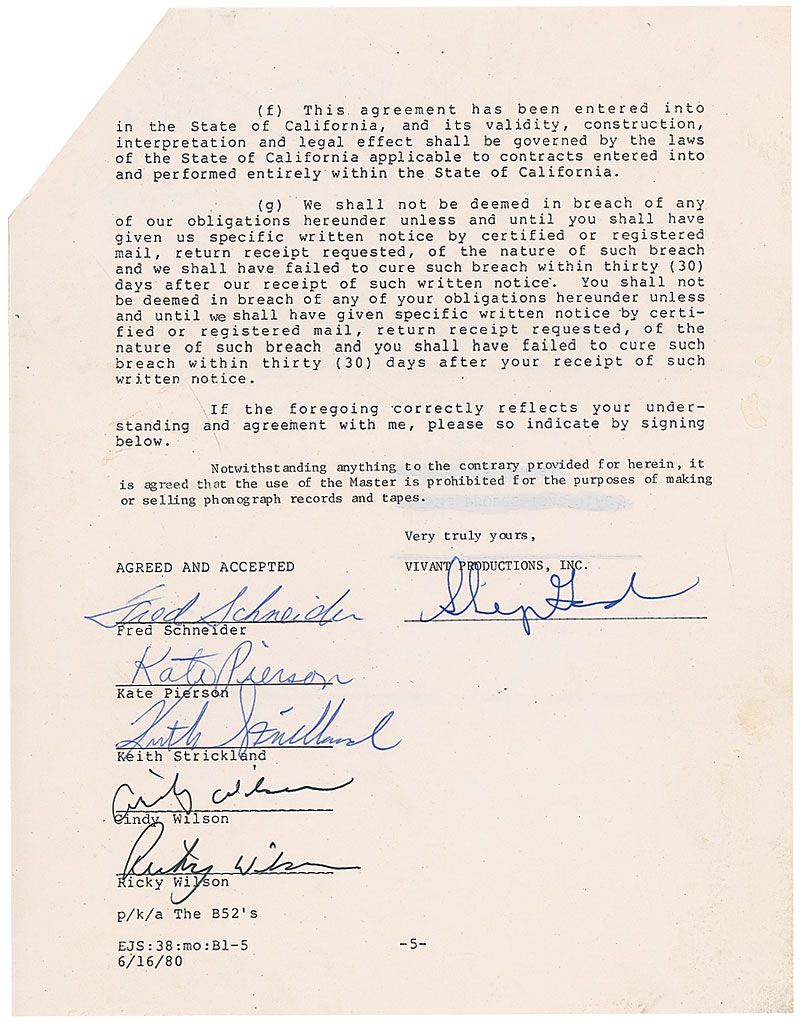 (f) This agreement has been entered into
in the State of California, and its validity, construction,
interpretation and legal effect shall be governed by the laws
of the State of California applicable to contracts entered into
and performed entirely within the State of California.
(g) We shall not be deemed in breach of any
of our obligations hereunder unless and until you shall have
given us specific written notice by certified or registered
mail, return receipt requested, of the nature of such breach
and we shall have failed to cure such breach within thirty (30)
days after our receipt of such written notice. You shall not
be deemed in breach of any of your obligations hereunder unless
and until we shall have given specific written notice by certi-
fied or registered mail, return receipt requested, of the
nature of such breach and you shall have failed to cure such
breach within thirty (30) days after your receipt of such
written notice.
If the foregoing correctly reflects your under-
standing and agreement with me, please so indicate by signing
below.
Notwithstanding anything to the contrary provided for herein, it
is agreed that the use of the Master is prohibited for the purposes of making
or selling phonograph records and tapes.
Very truly yours,
AGREED AND ACCEPTED
VIVANT PRODUCTIONS, INC.
Fred Schneider
Fred Schneider
Kate Pierson
Kate Pierson
Keith Strickland
Keith Strickland
Cindy Wilson
Cindy Wilson
Ricky Wilson
Ricky Wilson
p/k/a The B52's
EJS:38:mo:B1-5
-5-
6/16/80